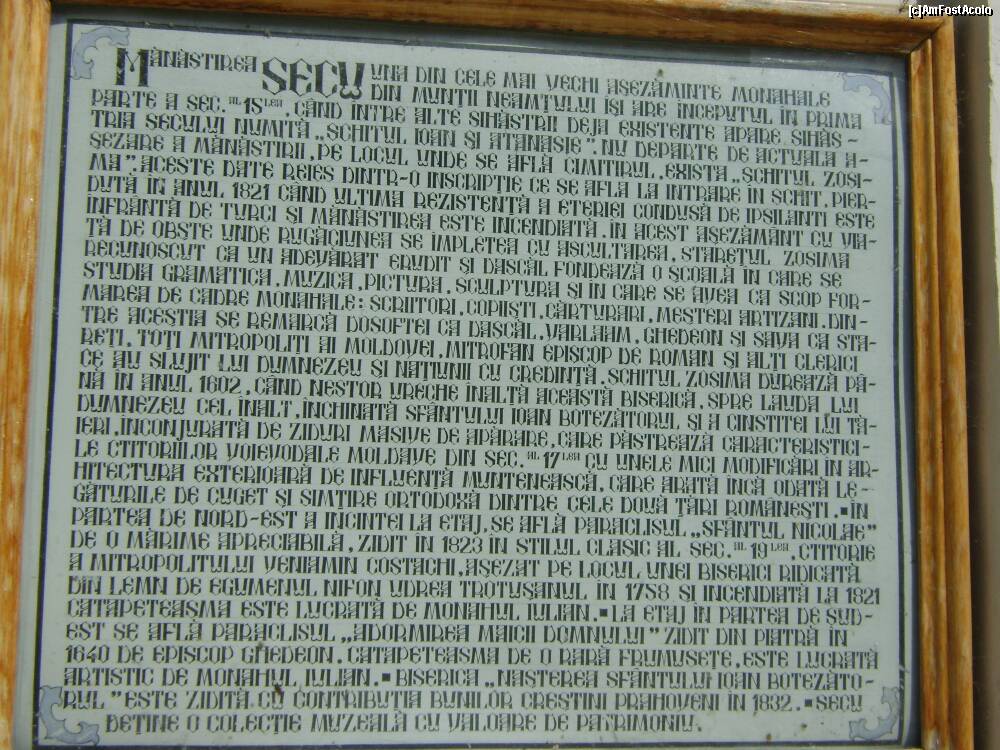 [c]AmFostAcolo
MĂNĂSTIREA SECU UNA DIN CELE MAI VECHI AȘEZĂMINTE MONAHALE
DIN MUNȚII NEAMȚULUI ÎȘI ARE ÎNCEPUTUL ÎN PRIMA
PARTE A SEC. AL 15 LEA, CÂND ÎNTRE ALTE SIHĂSTRII DEJA EXISTENTE APARE SIHĂS-
TRIA SECULUI NUMITĂ „SCHITUL IOAN ȘI ATANASIE”. NU DEPARTE DE ACTUALA A-
ȘEZARE A MĂNĂSTIRII, PE LOCUL UNDE SE AFLĂ CIMITIRUL, EXISTA „SCHITUL ZOSI-
MA”. ACESTE DATE REIES DINTR-O INSCRIPȚIE CE SE AFLA LA INTRARE ÎN SCHIT, PIER-
DUTĂ ÎN ANUL 1821 CÂND ULTIMA REZISTENȚĂ A ETERIEI CONDUSĂ DE IPSILANTI ESTE
ÎNFRÂNTĂ DE TURCI ȘI MĂNĂSTIREA ESTE INCENDIATĂ. ÎN ACEST AȘEZĂMÂNT CU VIA-
ȚĂ DE OBȘTE UNDE RUGĂCIUNEA SE ÎMPLETEA CU ASCULTAREA, STAREȚUL ZOSIMA
RECUNOSCUT CA UN ADEVĂRAT ERUDIT ȘI DASCĂL FONDEAZĂ O ȘCOALĂ ÎN CARE SE
STUDIA GRAMATICA, MUZICA, PICTURA, SCULPTURA ȘI ÎN CARE SE AVEA CA SCOP FOR-
MAREA DE CADRE MONAHALE: SCRIITORI, COPIIȘTI, CĂRTURARI, MEȘTERI ARTIZANI. DIN-
TRE ACEȘTIA SE REMARCĂ DOSOFTEI CA DASCĂL, VARLAAM, GHEDEON ȘI SAVA CA STA-
REȚI, TOȚI MITROPOLIȚI AI MOLDOVEI, MITROFAN EPISCOP DE ROMAN ȘI ALȚI CLERICI
CE AU SLUJIT LUI DUMNEZEU ȘI NAȚIUNII CU CREDINȚĂ. SCHITUL ZOSIMA DUREAZĂ PÂ-
NĂ ÎN ANUL 1602, CÂND NESTOR URECHE ÎNALȚĂ ACEASTĂ BISERICĂ, SPRE LAUDA LUI
DUMNEZEU CEL ÎNALT, ÎNCHINATĂ SFÂNTULUI IOAN BOTEZĂTORUL ȘI A CINSTITEI LUI TĂ-
IERI, ÎNCONJURATĂ DE ZIDURI MASIVE DE APĂRARE, CARE PĂSTREAZĂ CARACTERISTICI-
LE CTITORIILOR VOIEVODALE MOLDAVE DIN SEC. AL 17 LEA CU UNELE MICI MODIFICĂRI ÎN AR-
HITECTURA EXTERIOARĂ DE INFLUENȚĂ MUNTENEASCĂ, CARE ARATĂ ÎNCĂ ODATĂ LE-
GĂTURILE DE CUGET ȘI SIMȚIRE ORTODOXĂ DINTRE CELE DOUĂ ȚĂRI ROMÂNEȘTI. ▪ ÎN
PARTEA DE NORD-EST A INCINTEI LA ETAJ, SE AFLĂ PARACLISUL „SFÂNTUL NICOLAE”
DE O MĂRIME APRECIABILĂ, ZIDIT ÎN 1823 ÎN STILUL CLASIC AL SEC. AL 19 LEA, CTITORIE
A MITROPOLITULUI VENIAMIN COSTACHI, AȘEZAT PE LOCUL UNEI BISERICI RIDICATĂ
DIN LEMN DE EGUMENUL NIFON UDREA TROTUȘANUL ÎN 1758 ȘI INCENDIATĂ LA 1821
CATAPETEASMA ESTE LUCRATĂ DE MONAHUL IULIAN. ▪ LA ETAJ ÎN PARTEA DE SUD-
EST SE AFLĂ PARACLISUL „ADORMIREA MAICII DOMNULUI” ZIDIT DIN PIATRĂ ÎN
1640 DE EPISCOP GHEDEON. CATAPETEASMA DE O RARĂ FRUMUSEȚE, ESTE LUCRATĂ
ARTISTIC DE MONAHUL IULIAN. ▪ BISERICA „NAȘTEREA SFÂNTULUI IOAN BOTEZĂTO-
RUL” ESTE ZIDITĂ CU CONTRIBUȚIA BUNILOR CREȘTINI PRAHOVENI ÎN 1832. ▪ SECU
DEȚINE O COLECȚIE MUZEALĂ CU VALOARE DE PATRIMONIU.